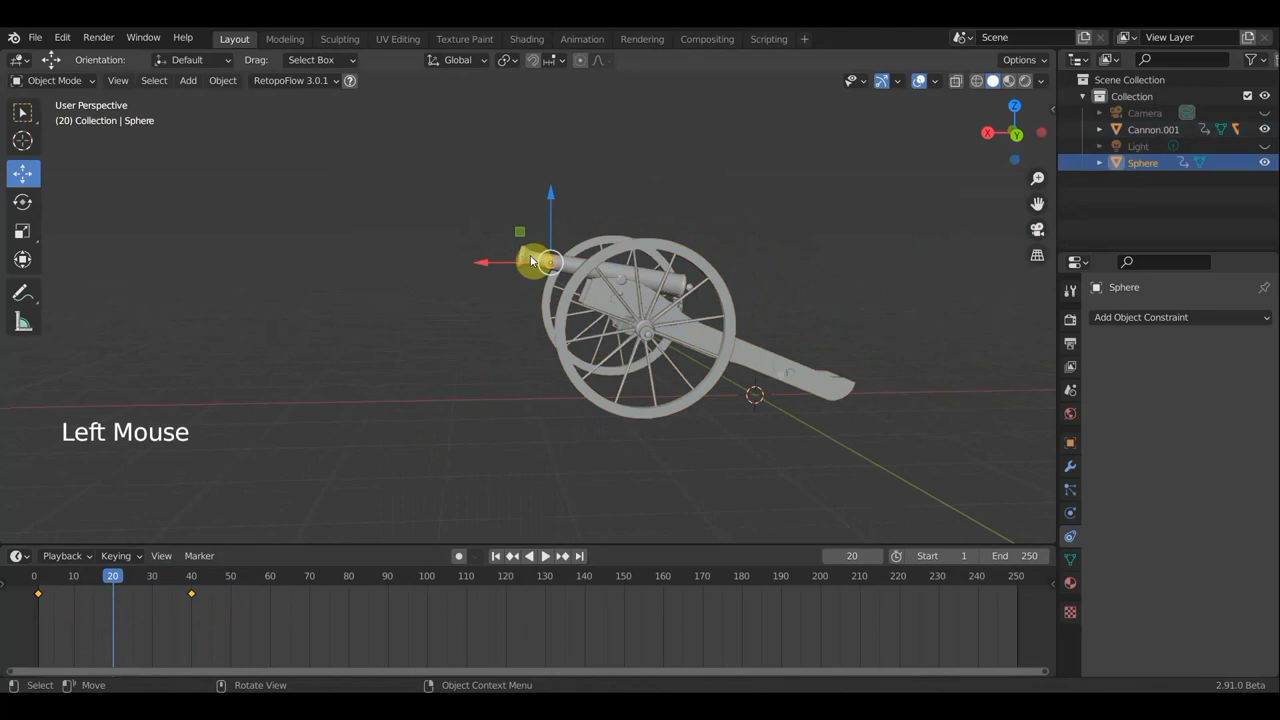 File Edit Render Window Help Layout Modeling Sculpting UV Editing Texture Paint Shading Animation Rendering Compositing Scripting + Scene View Layer
Orientation: Default Drag: Select Box Global Options
Object Mode View Select Add Object RetopoFlow 3.0.1
User Perspective
(20) Collection | Sphere
X
Y
Z
Scene Collection
Collection
Camera
Cannon.001
Light
Sphere
Sphere
Add Object Constraint
Left Mouse
Playback Keying View Marker 20 Start 1 End 250
0 10 20 30 40 50 60 70 80 90 100 110 120 130 140 150 160 170 180 190 200 210 220 230 240 250
Select Move Rotate View Object Context Menu 2.91.0 Beta